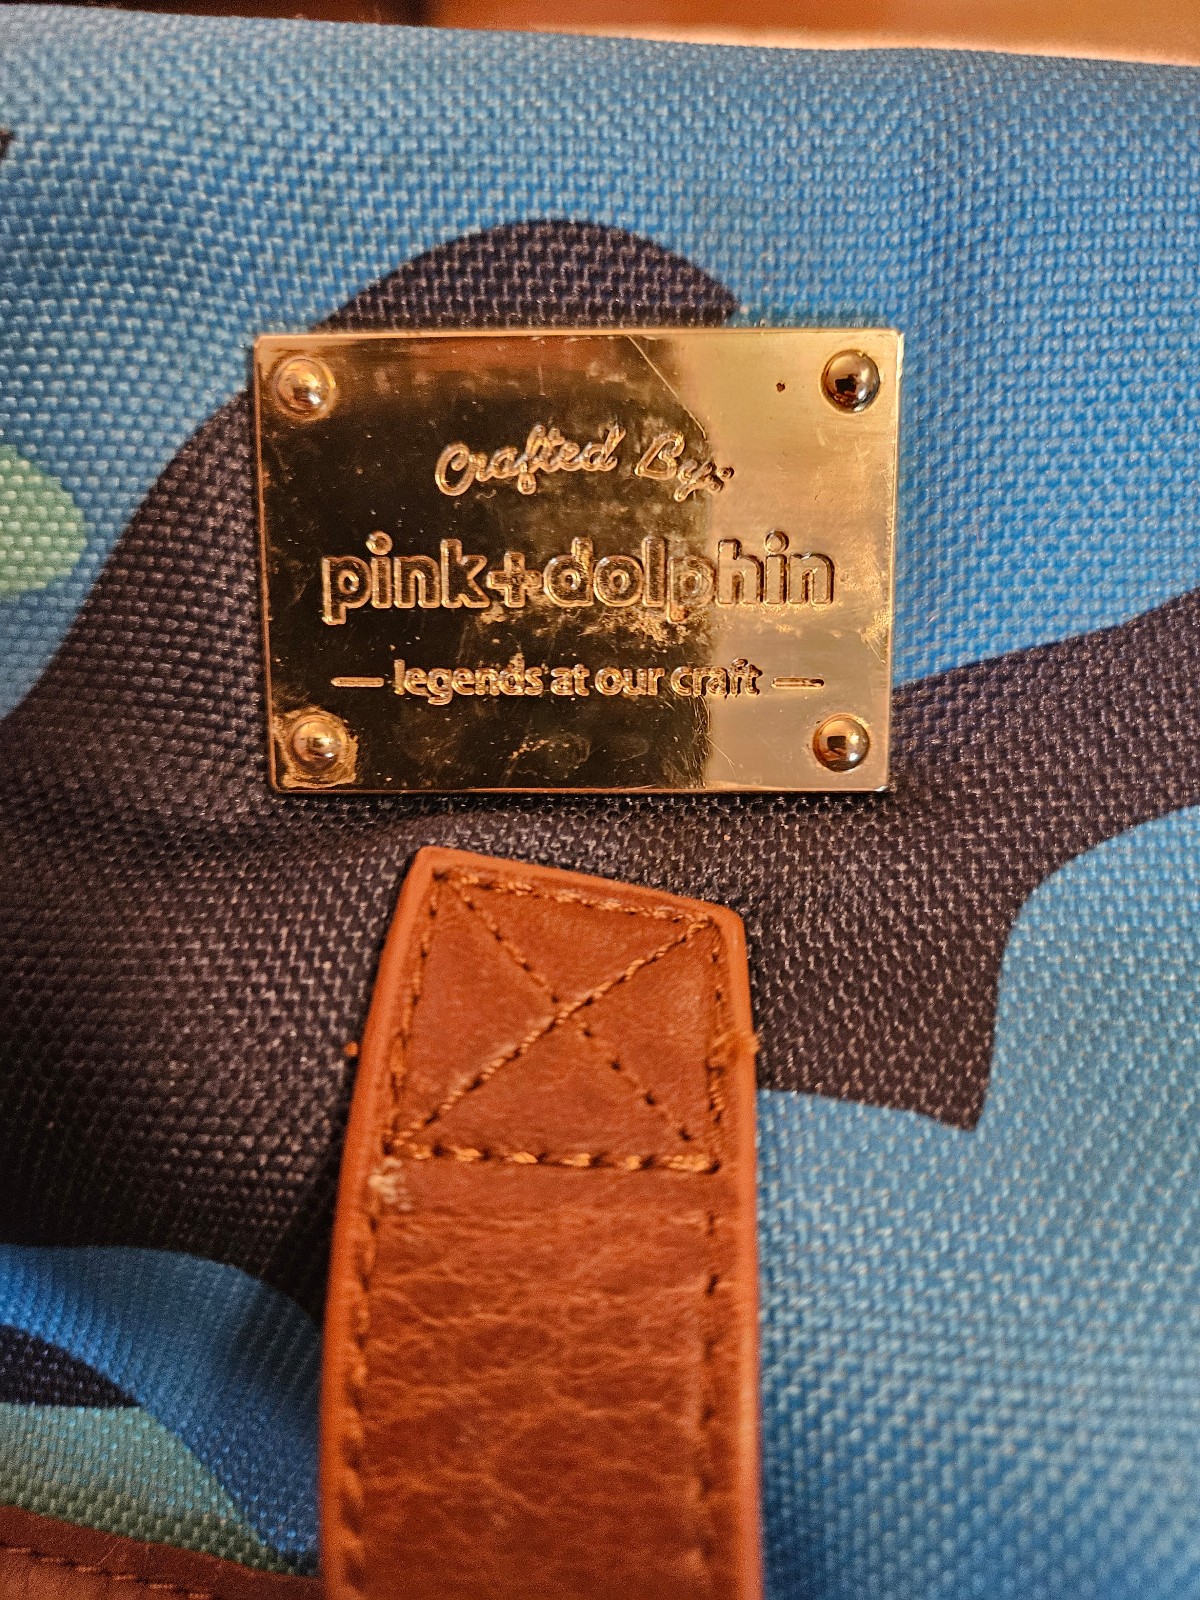 Crafted By:
pink+dolphin
— legends at our craft —